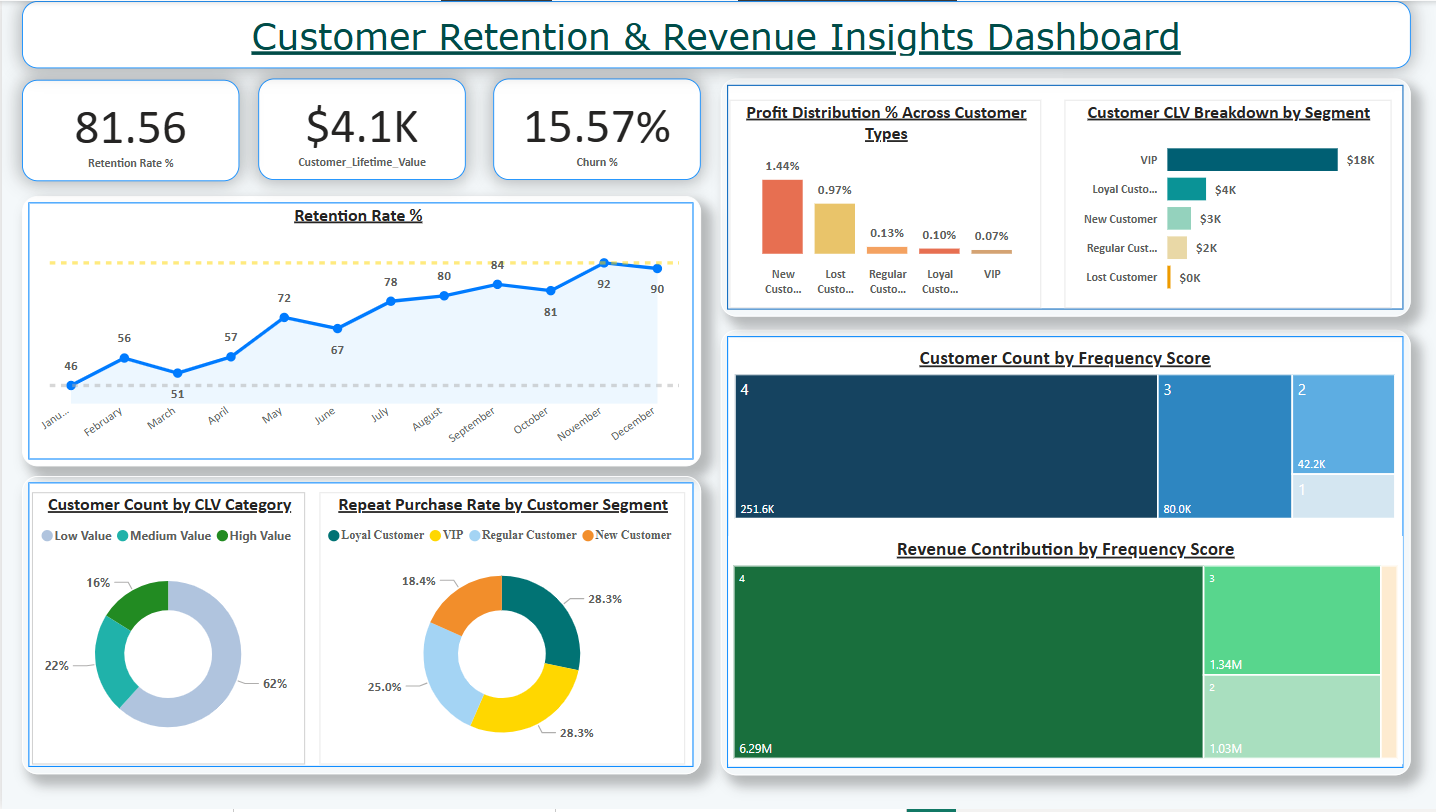 Customer Retention & Revenue Insights Dashboard
81.56
Retention Rate %
$4.1K
Customer_Lifetime_Value
15.57%
Churn %
Retention Rate %
46
56
51
57
72
67
78
80
84
81
92
90
Janu...
February
March
April
May
June
July
August
September
October
November
December
Customer Count by CLV Category
Low Value
Medium Value
High Value
16%
22%
62%
Repeat Purchase Rate by Customer Segment
Loyal Customer
VIP
Regular Customer
New Customer
18.4%
28.3%
25.0%
28.3%
Profit Distribution % Across Customer
Types
1.44%
0.97%
0.13%
0.10%
0.07%
New
Custo...
Lost
Custo...
Regular
Custo...
Loyal
Custo...
VIP
Customer CLV Breakdown by Segment
VIP
$18K
Loyal Custo...
$4K
New Customer
$3K
Regular Cust...
$2K
Lost Customer
$0K
Customer Count by Frequency Score
4
251.6K
3
80.0K
2
42.2K
1
Revenue Contribution by Frequency Score
4
6.29M
3
1.34M
2
1.03M